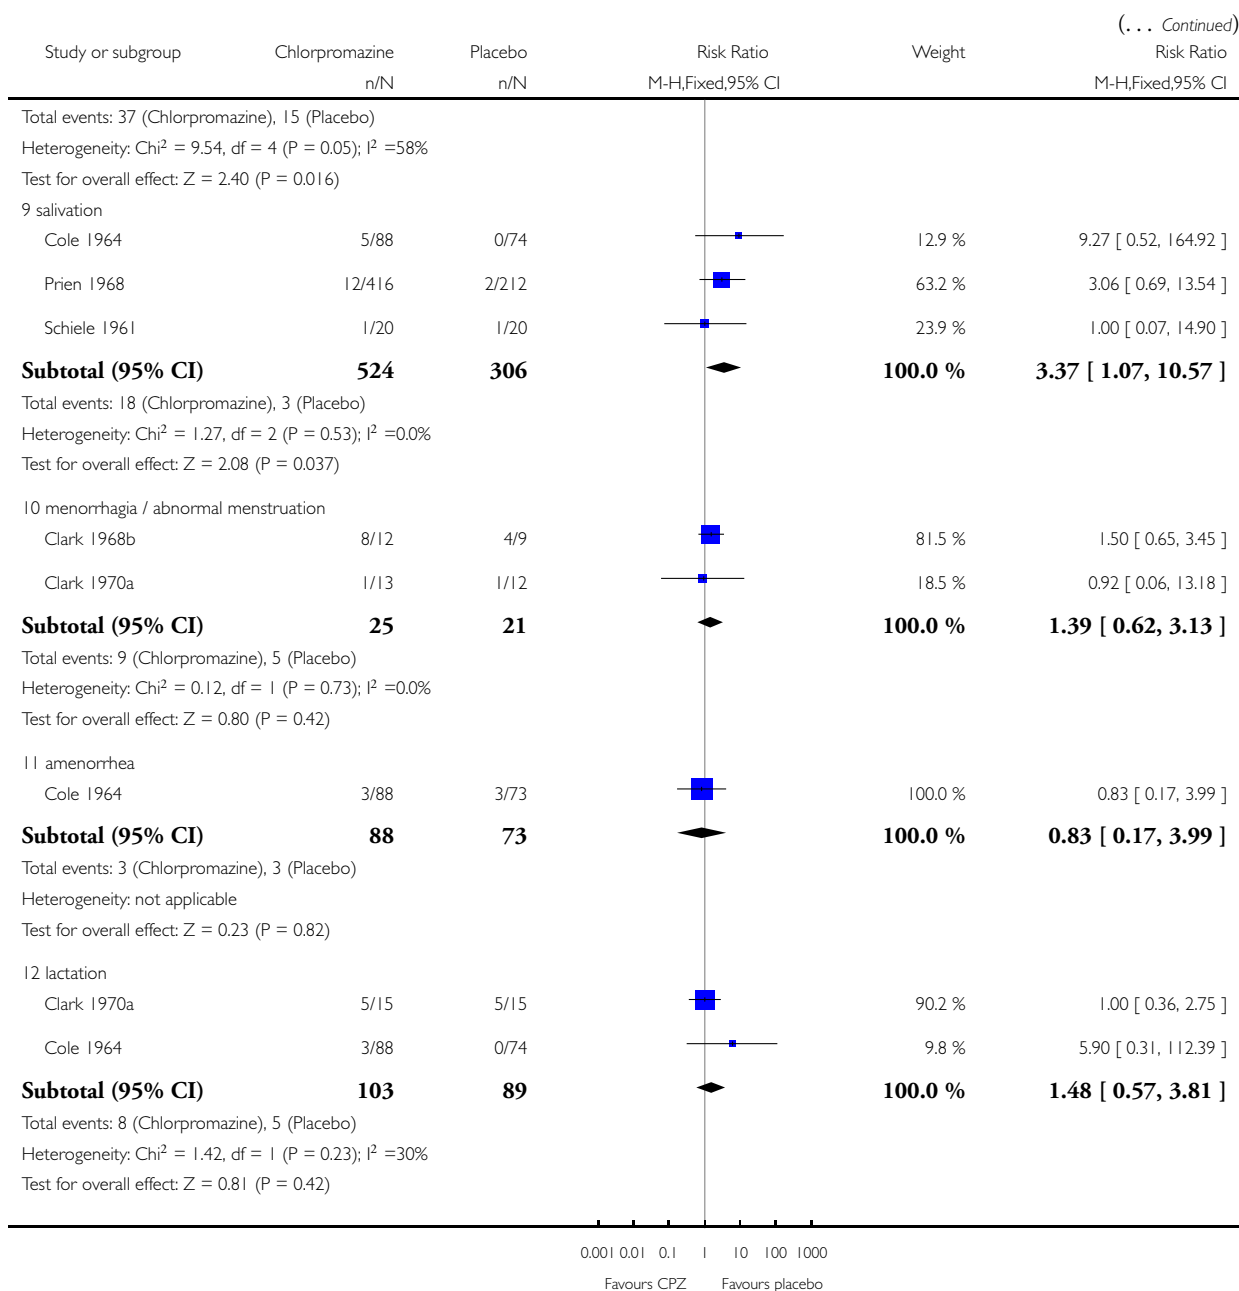 (... Continued)
Study or subgroup Chlorpromazine Placebo Risk Ratio Weight Risk Ratio
n/N n/N M-H,Fixed,95% CI M-H,Fixed,95% CI
Total events: 37 (Chlorpromazine), 15 (Placebo)
Heterogeneity: Chi² = 9.54, df = 4 (P = 0.05); I² =58%
Test for overall effect: Z = 2.40 (P = 0.016)
9 salivation
Cole 1964 5/88 0/74 12.9 % 9.27 [ 0.52, 164.92 ]
Prien 1968 12/416 2/212 63.2 % 3.06 [ 0.69, 13.54 ]
Schiele 1961 1/20 1/20 23.9 % 1.00 [ 0.07, 14.90 ]
Subtotal (95% CI) 524 306 100.0 % 3.37 [ 1.07, 10.57 ]
Total events: 18 (Chlorpromazine), 3 (Placebo)
Heterogeneity: Chi² = 1.27, df = 2 (P = 0.53); I² =0.0%
Test for overall effect: Z = 2.08 (P = 0.037)
10 menorrhagia / abnormal menstruation
Clark 1968b 8/12 4/9 81.5 % 1.50 [ 0.65, 3.45 ]
Clark 1970a 1/13 1/12 18.5 % 0.92 [ 0.06, 13.18 ]
Subtotal (95% CI) 25 21 100.0 % 1.39 [ 0.62, 3.13 ]
Total events: 9 (Chlorpromazine), 5 (Placebo)
Heterogeneity: Chi² = 0.12, df = 1 (P = 0.73); I² =0.0%
Test for overall effect: Z = 0.80 (P = 0.42)
11 amenorrhea
Cole 1964 3/88 3/73 100.0 % 0.83 [ 0.17, 3.99 ]
Subtotal (95% CI) 88 73 100.0 % 0.83 [ 0.17, 3.99 ]
Total events: 3 (Chlorpromazine), 3 (Placebo)
Heterogeneity: not applicable
Test for overall effect: Z = 0.23 (P = 0.82)
12 lactation
Clark 1970a 5/15 5/15 90.2 % 1.00 [ 0.36, 2.75 ]
Cole 1964 3/88 0/74 9.8 % 5.90 [ 0.31, 112.39 ]
Subtotal (95% CI) 103 89 100.0 % 1.48 [ 0.57, 3.81 ]
Total events: 8 (Chlorpromazine), 5 (Placebo)
Heterogeneity: Chi² = 1.42, df = 1 (P = 0.23); I² =30%
Test for overall effect: Z = 0.81 (P = 0.42)
0.001 0.01 0.1 1 10 100 1000
Favours CPZ Favours placebo